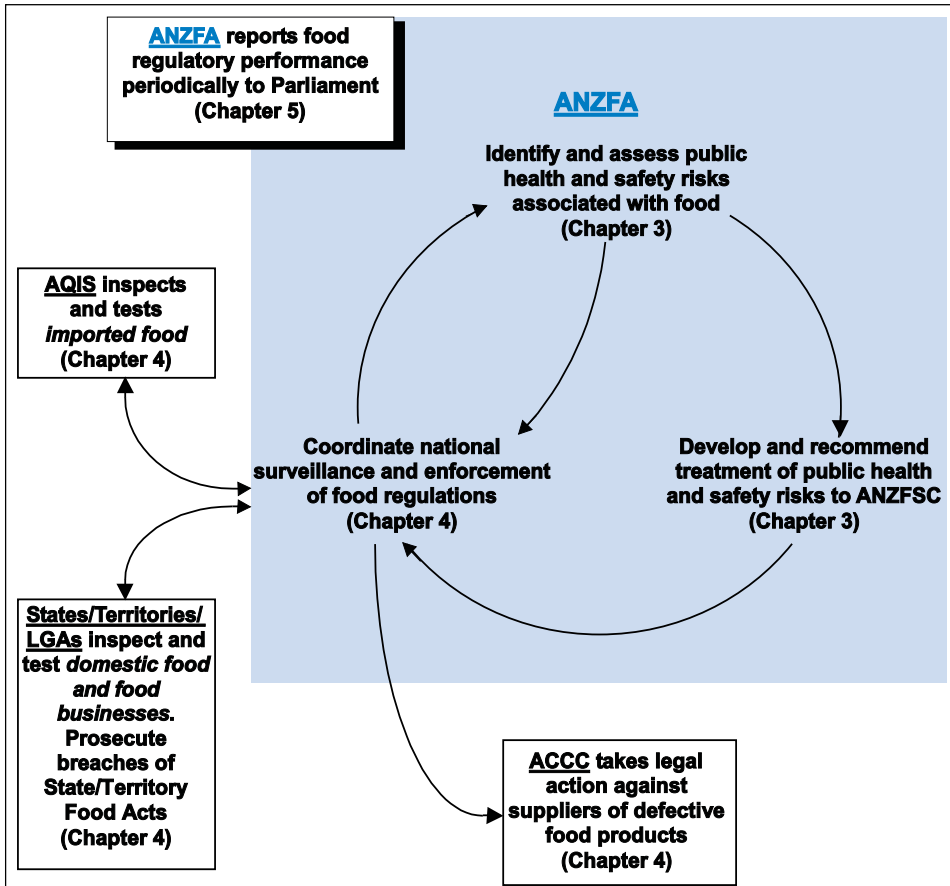 ANZFA reports food
regulatory performance
periodically to Parliament
(Chapter 5)
ANZFA
Identify and assess public
health and safety risks
associated with food
(Chapter 3)
AQIS inspects
and tests
imported food
(Chapter 4)
Coordinate national
surveillance and enforcement
of food regulations
(Chapter 4)
Develop and recommend
treatment of public health
and safety risks to ANZFSC
(Chapter 3)
States/Territories/
LGAs inspect and
test domestic food
and food
businesses.
Prosecute
breaches of
State/Territory
Food Acts
(Chapter 4)
ACCC takes legal
action against
suppliers of defective
food products
(Chapter 4)